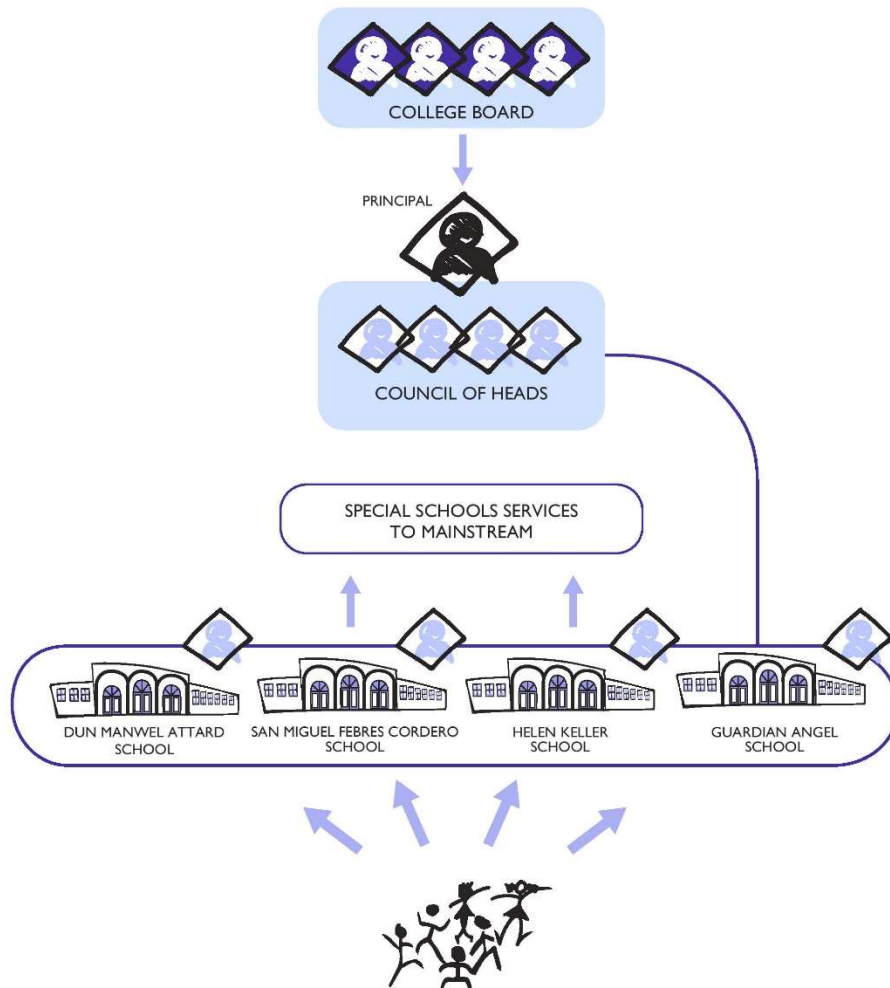 COLLEGE BOARD
PRINCIPAL
COUNCIL OF HEADS
SPECIAL SCHOOLS SERVICES
TO MAINSTREAM
DUN MANWEL ATTARD
SCHOOL
SAN MIGUEL FEBRES CORDERO
SCHOOL
HELEN KELLER
SCHOOL
GUARDIAN ANGEL
SCHOOL